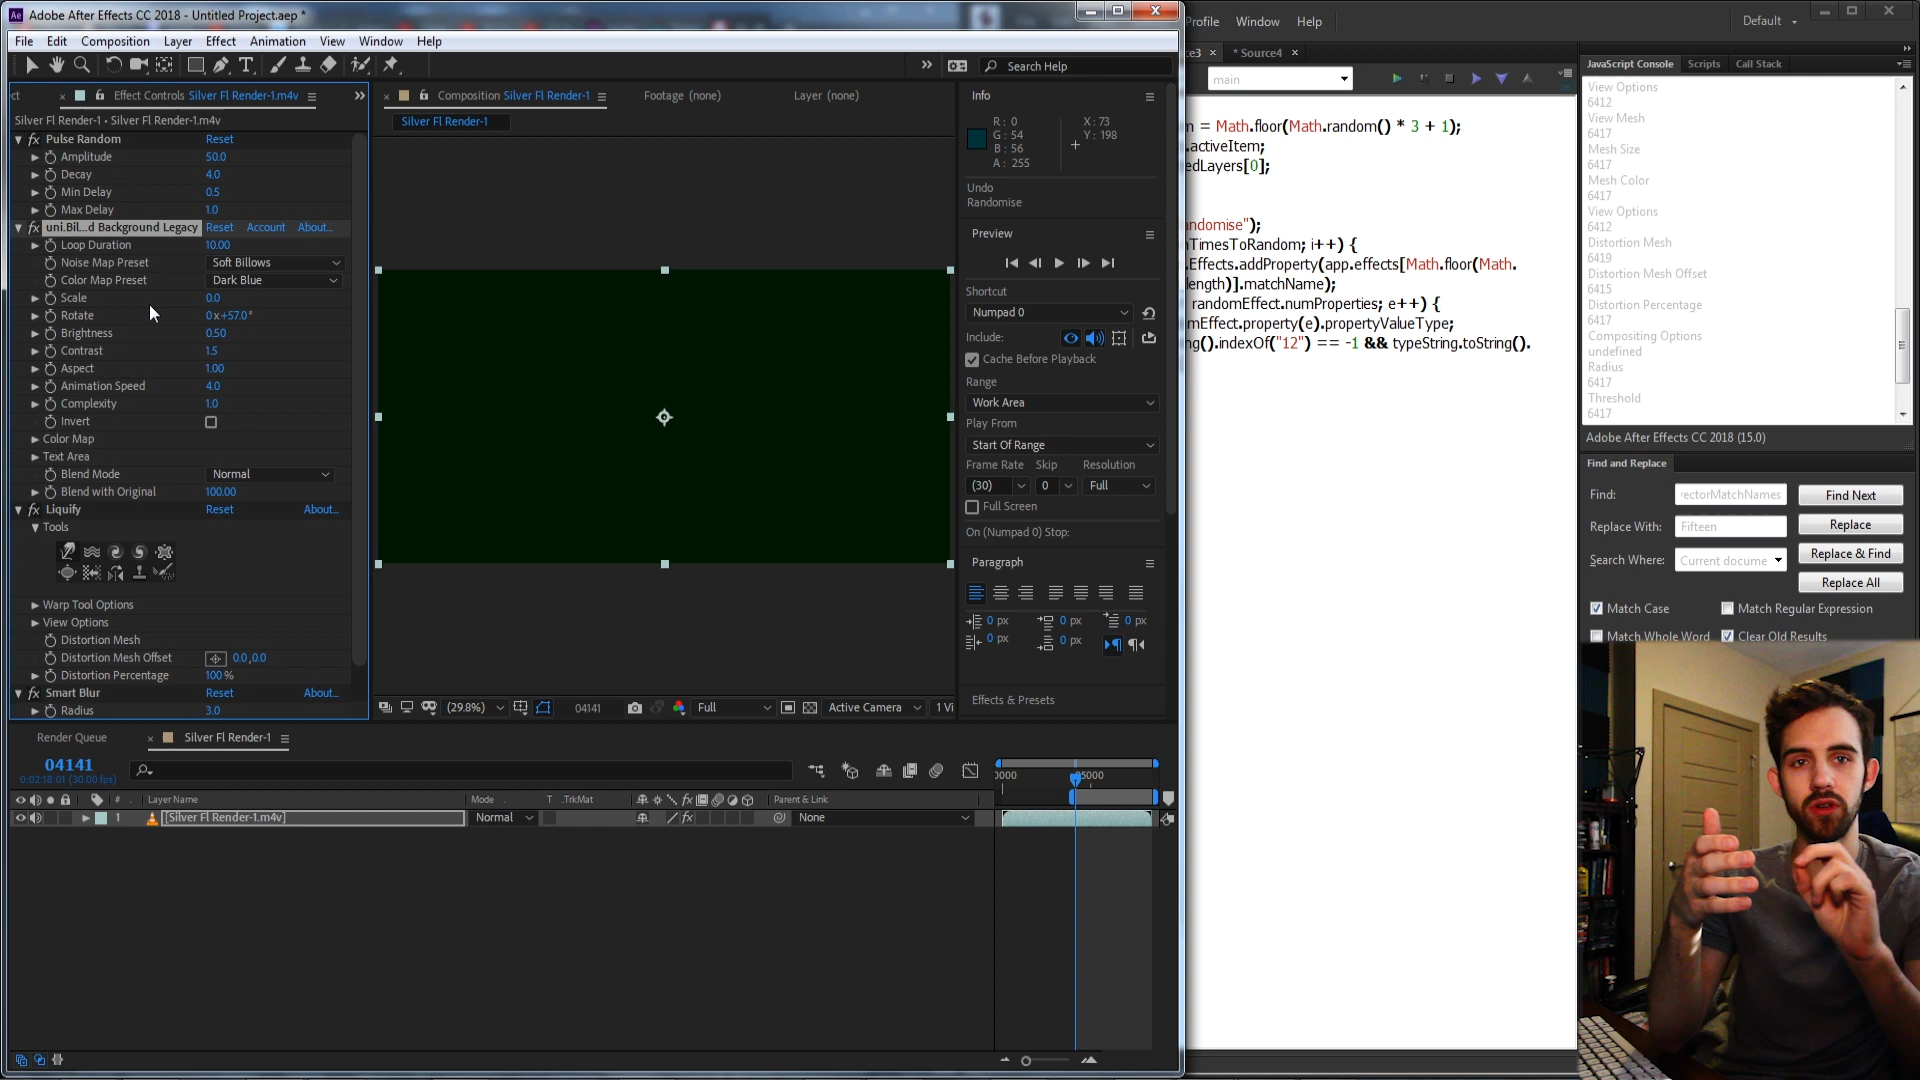 Adobe After Effects CC 2018 - Untitled Project.aep *
File Edit Composition Layer Effect Animation View Window Help
Search Help
Effect Controls Silver Fl Render-1.m4v
Silver Fl Render-1 • Silver Fl Render-1.m4v
fx Pulse Random Reset
Amplitude 50.0
Decay 4.0
Min Delay 0.5
Max Delay 1.0
fx uni.Bil...d Background Legacy Reset Account About...
Loop Duration 10.00
Noise Map Preset Soft Billows
Color Map Preset Dark Blue
Scale 0.0
Rotate 0x+57.0°
Brightness 0.50
Contrast 1.5
Aspect 1.00
Animation Speed 4.0
Complexity 1.0
Invert
Color Map
Text Area
Blend Mode Normal
Blend with Original 100.00
fx Liquify Reset About...
Tools
Warp Tool Options
View Options
Distortion Mesh
Distortion Mesh Offset 0.0,0.0
Distortion Percentage 100%
fx Smart Blur Reset About...
Radius 3.0
Composition Silver Fl Render-1
Footage (none)
Layer (none)
Silver Fl Render-1
(29.8%) 04141 Full Active Camera 1 Vi
Info
R: 0
G: 54
B: 56
A: 255
X: 73
Y: 198
Undo
Randomise
Preview
Shortcut
Numpad 0
Include:
Cache Before Playback
Range
Work Area
Play From
Start Of Range
Frame Rate Skip Resolution
(30) 0 Full
Full Screen
On (Numpad 0) Stop:
Paragraph
0 px 0 px 0 px
0 px 0 px
Effects & Presets
Render Queue
Silver Fl Render-1
04141
0:02:18:01 (30.00 fps)
0000 05000
# Layer Name Mode T .TrkMat fx Parent & Link
1 [Silver Fl Render-1.m4v] Normal fx None
rofile Window Help
Default
ce3 × * Source4 ×
main
m = Math.floor(Math.random() * 3 + 1);
.activeItem;
edLayers[0];
andomise");
nTimesToRandom; i++) {
.Effects.addProperty(app.effects[Math.floor(Math.
length)].matchName);
randomEffect.numProperties; e++) {
mEffect.property(e).propertyValueType;
ng().indexOf("12") == -1 && typeString.toString().
JavaScript Console Scripts Call Stack
View Options
6412
View Mesh
6417
Mesh Size
6417
Mesh Color
6417
View Options
6412
Distortion Mesh
6419
Distortion Mesh Offset
6415
Distortion Percentage
6417
Compositing Options
undefined
Radius
6417
Threshold
6417
Adobe After Effects CC 2018 (15.0)
Find and Replace
Find: ectorMatchNames Find Next
Replace With: Fifteen Replace
Replace & Find
Search Where: Current docume
Replace All
Match Case Match Regular Expression
Match Whole Word Clear Old Results